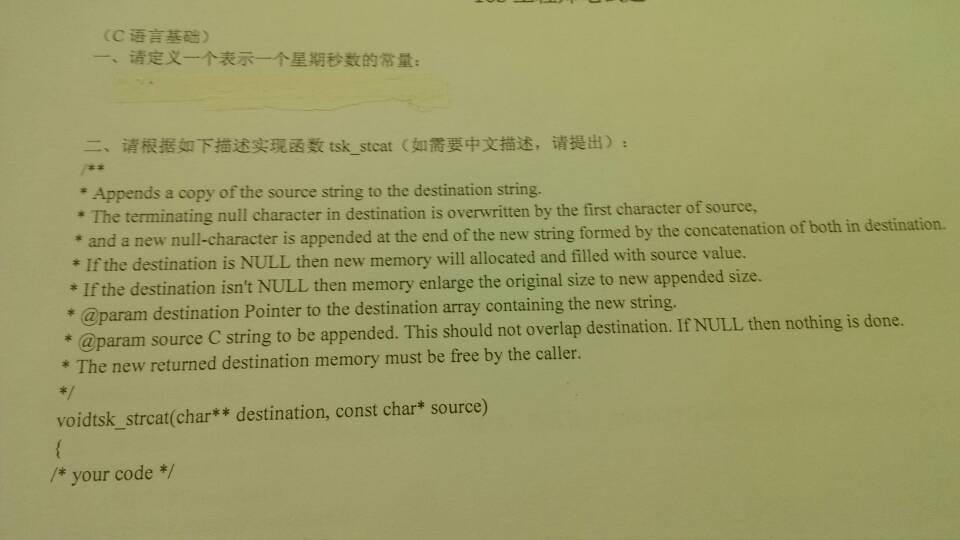 （C 语言基础）
一、请定义一个表示一个星期秒数的常量：
二、请根据如下描述实现函数 tsk_stcat（如需要中文描述，请提出）：
/**
* Appends a copy of the source string to the destination string.
* The terminating null character in destination is overwritten by the first character of source,
* and a new null-character is appended at the end of the new string formed by the concatenation of both in destination.
* If the destination is NULL then new memory will allocated and filled with source value.
* If the destination isn't NULL then memory enlarge the original size to new appended size.
* @param destination Pointer to the destination array containing the new string.
* @param source C string to be appended. This should not overlap destination. If NULL then nothing is done.
* The new returned destination memory must be free by the caller.
*/
voidtsk_strcat(char** destination, const char* source)
{
/* your code */